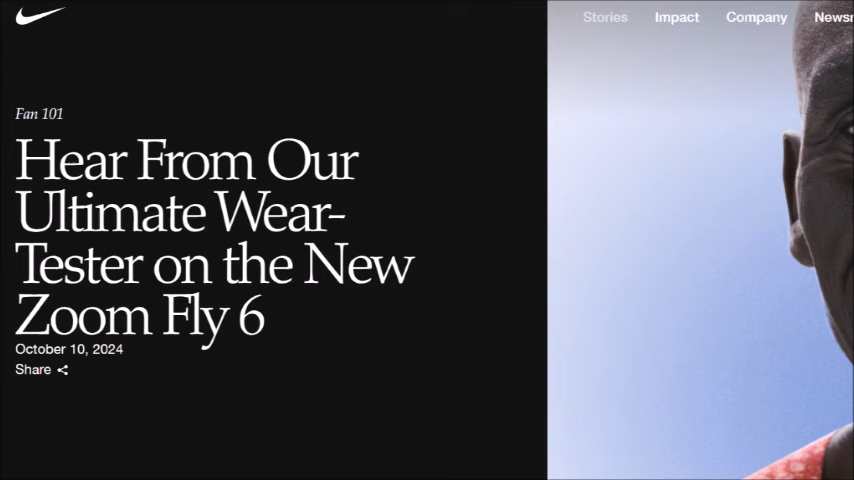 Stories Impact Company Newsr
Fan 101
Hear From Our
Ultimate Wear-
Tester on the New
Zoom Fly 6
October 10, 2024
Share